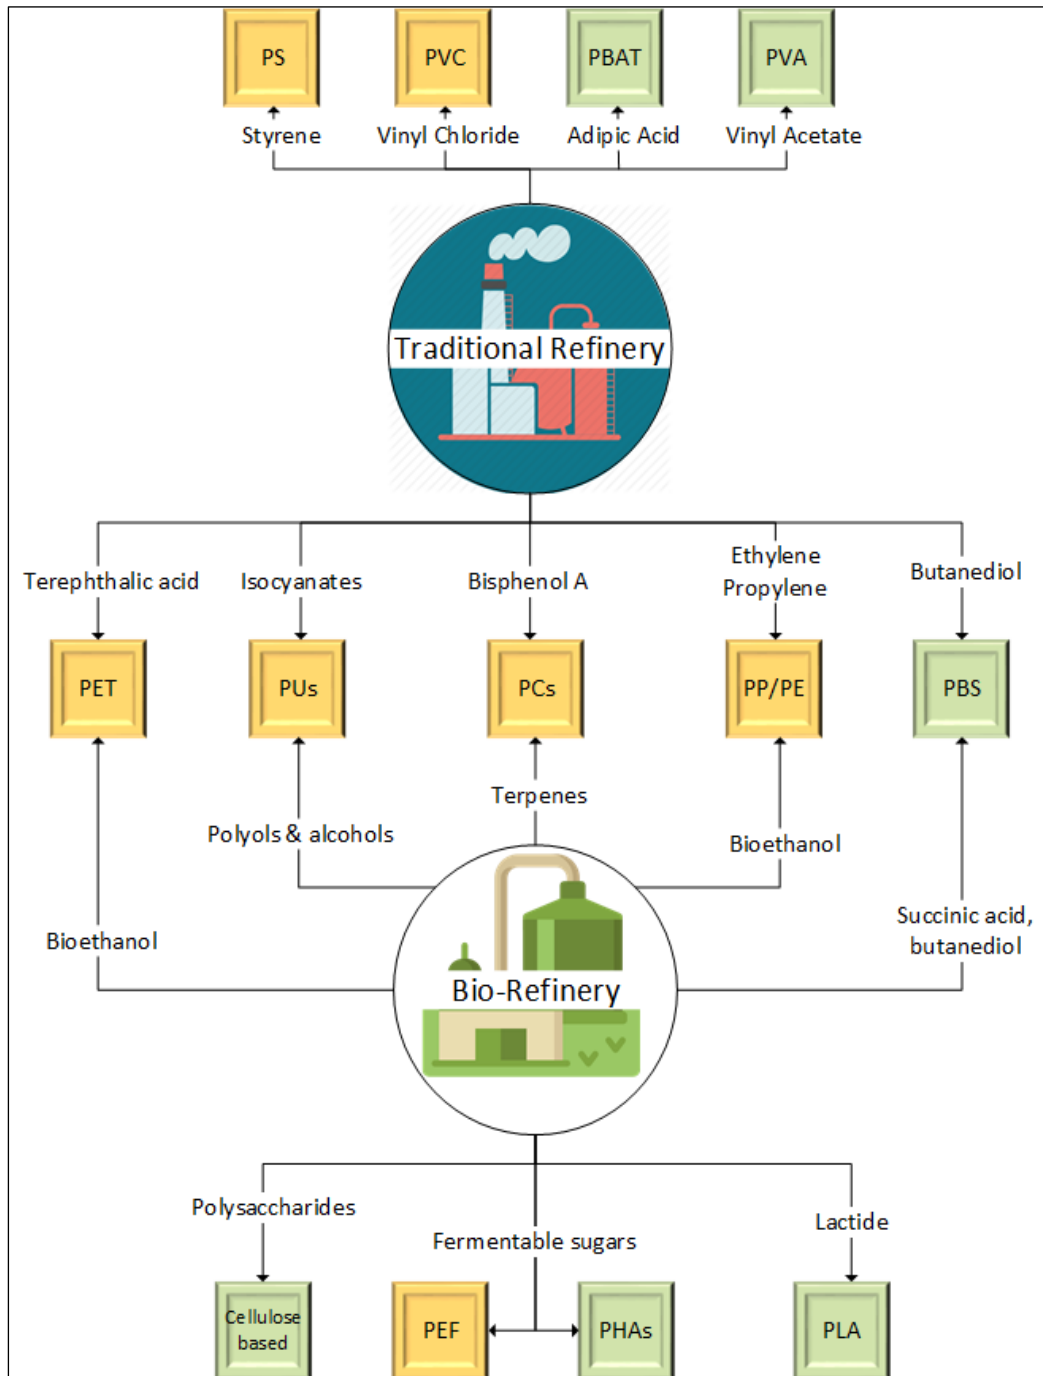 PS
PVC
PBAT
PVA
Styrene
Vinyl Chloride
Adipic Acid
Vinyl Acetate
Traditional Refinery
Terephthalic acid
Isocyanates
Bisphenol A
Ethylene
Propylene
Butanediol
PET
PUs
PCs
PP/PE
PBS
Terpenes
Polyols & alcohols
Bioethanol
Bioethanol
Succinic acid,
butanediol
Bio-Refinery
Polysaccharides
Fermentable sugars
Lactide
Cellulose
based
PEF
PHAs
PLA